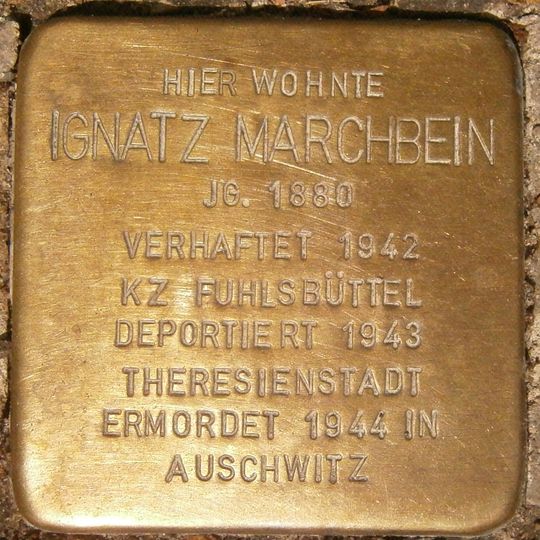 HIER WOHNTE
IGNATZ MARCHBEIN
JG. 1880
VERHAFTET 1942
KZ FUHLSBÜTTEL
DEPORTIERT 1943
THERESIENSTADT
ERMORDET 1944 IN
AUSCHWITZ